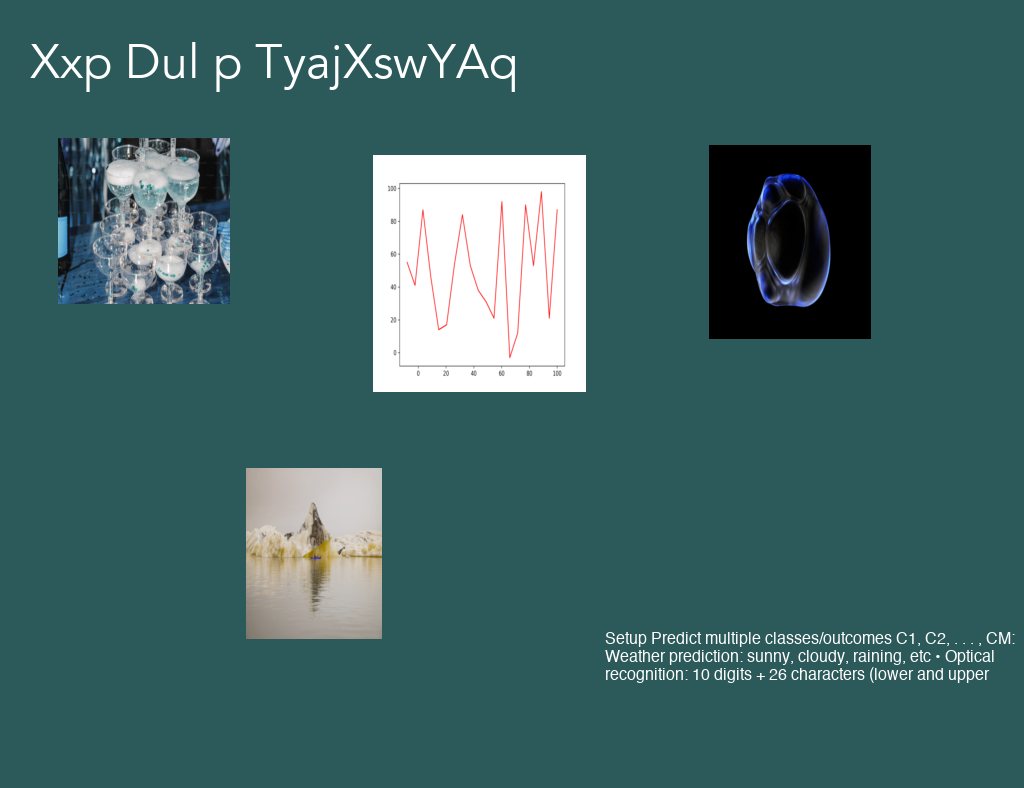 Xxp Dul p TyajXswYAq
100
80
60
40
20
0
0 20 40 60 80 100
Setup Predict multiple classes/outcomes C1, C2, . . . , CM:
Weather prediction: sunny, cloudy, raining, etc • Optical
recognition: 10 digits + 26 characters (lower and upper